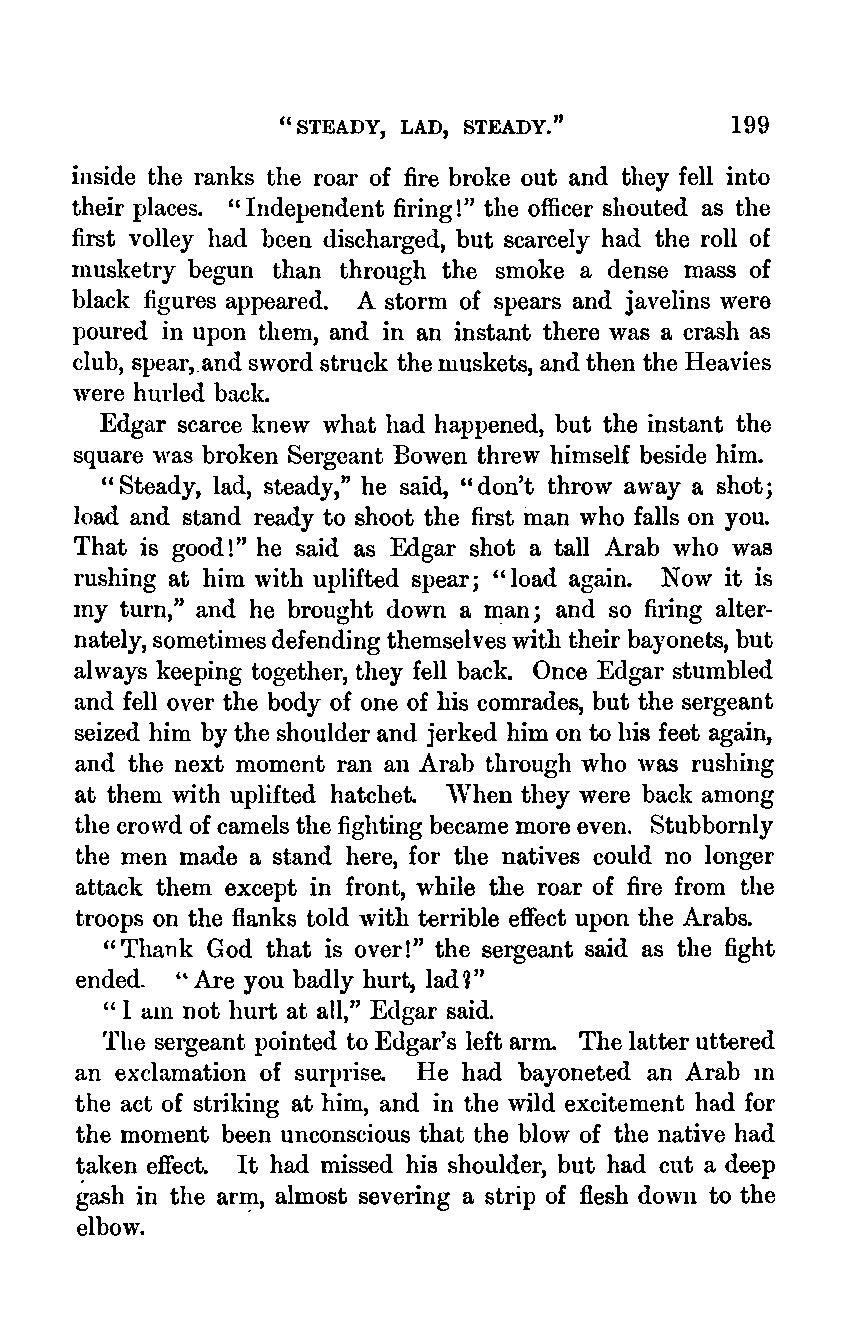 “STEADY, LAD, STEADY.” 199
inside the ranks the roar of fire broke out and they fell into
their places. “Independent firing!” the officer shouted as the
first volley had been discharged, but scarcely had the roll of
musketry begun than through the smoke a dense mass of
black figures appeared. A storm of spears and javelins were
poured in upon them, and in an instant there was a crash as
club, spear, and sword struck the muskets, and then the Heavies
were hurled back.
Edgar scarce knew what had happened, but the instant the
square was broken Sergeant Bowen threw himself beside him.
“Steady, lad, steady,” he said, “don’t throw away a shot;
load and stand ready to shoot the first man who falls on you.
That is good!” he said as Edgar shot a tall Arab who was
rushing at him with uplifted spear; “load again. Now it is
my turn,” and he brought down a man; and so firing alter-
nately, sometimes defending themselves with their bayonets, but
always keeping together, they fell back. Once Edgar stumbled
and fell over the body of one of his comrades, but the sergeant
seized him by the shoulder and jerked him on to his feet again,
and the next moment ran an Arab through who was rushing
at them with uplifted hatchet. When they were back among
the crowd of camels the fighting became more even. Stubbornly
the men made a stand here, for the natives could no longer
attack them except in front, while the roar of fire from the
troops on the flanks told with terrible effect upon the Arabs.
“Thank God that is over!” the sergeant said as the fight
ended. “Are you badly hurt, lad?”
“I am not hurt at all,” Edgar said.
The sergeant pointed to Edgar’s left arm. The latter uttered
an exclamation of surprise. He had bayoneted an Arab in
the act of striking at him, and in the wild excitement had for
the moment been unconscious that the blow of the native had
taken effect. It had missed his shoulder, but had cut a deep
gash in the arm, almost severing a strip of flesh down to the
elbow.